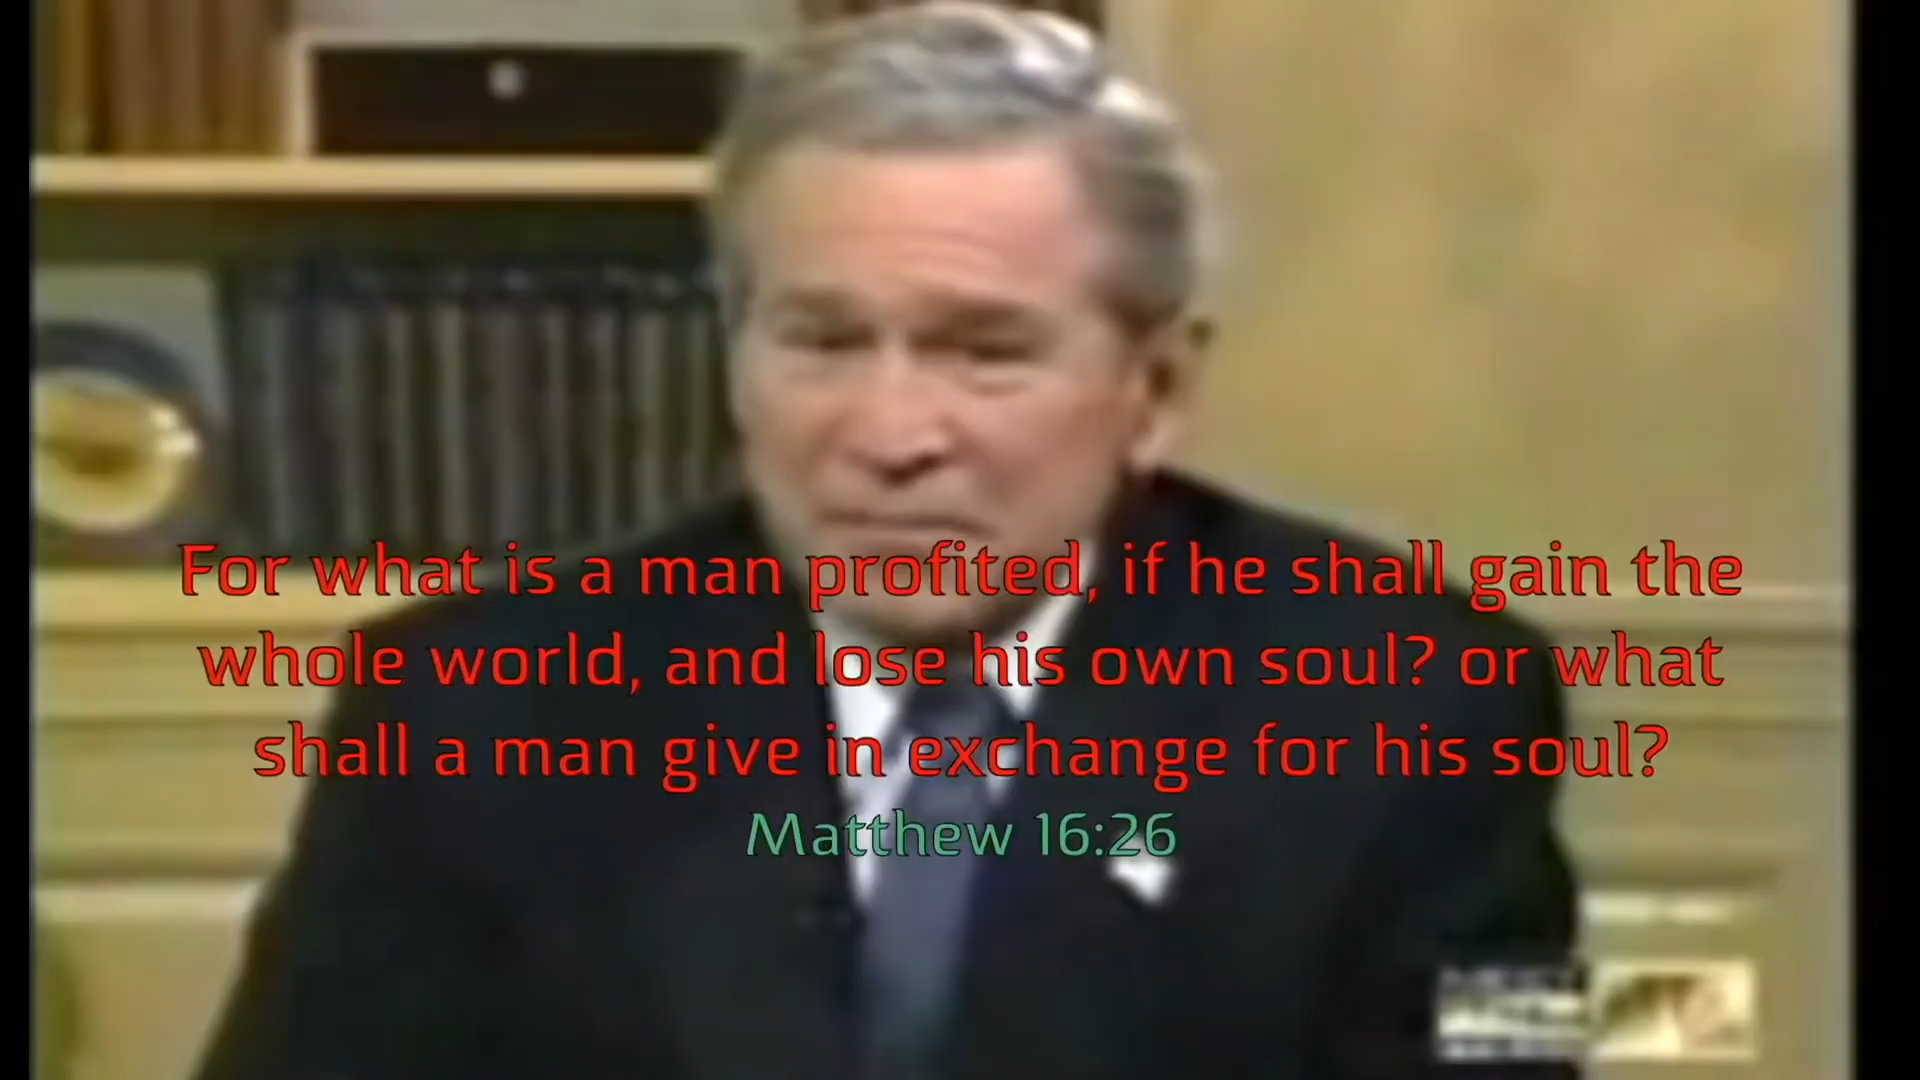 For what is a man profited, if he shall gain the
whole world, and lose his own soul? or what
shall a man give in exchange for his soul?
Matthew 16:26